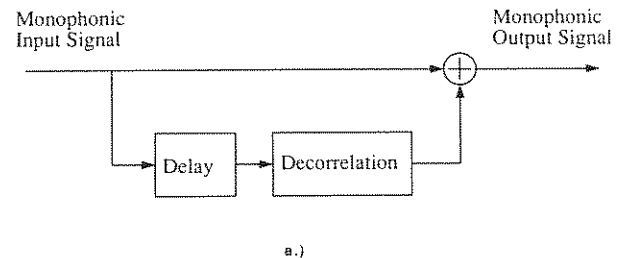 Monophonic
Input Signal
Monophonic
Output Signal
Delay
Decorrelation
a.)